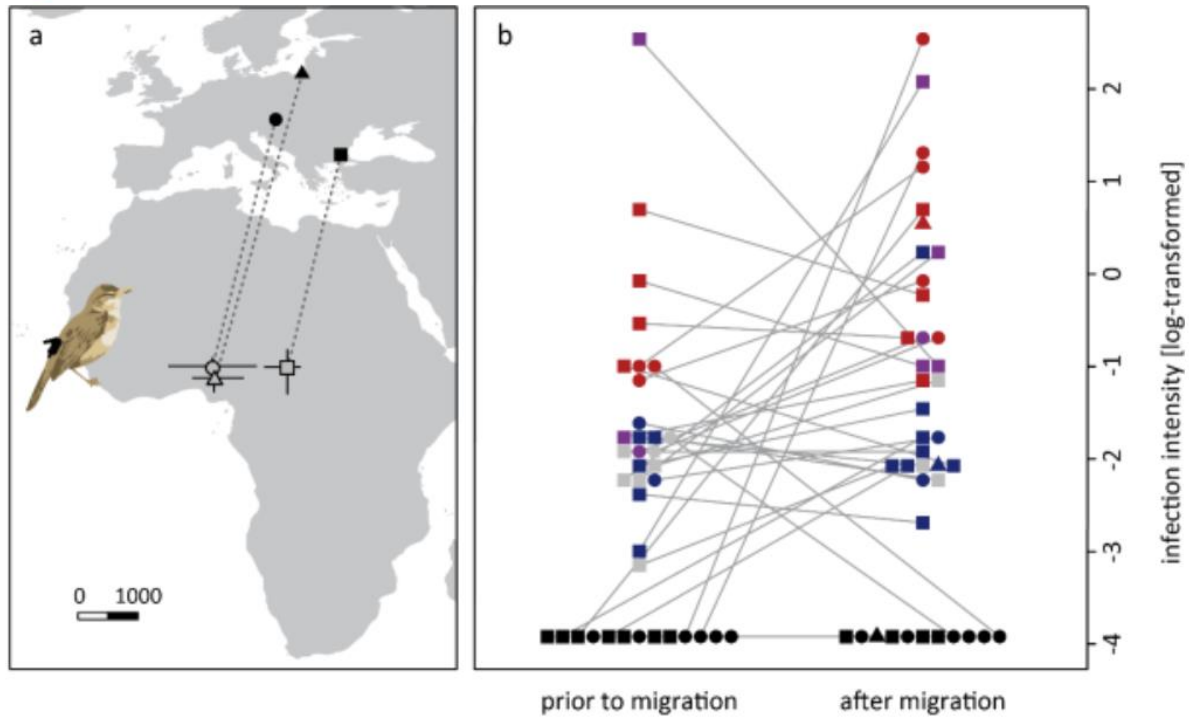 a
0 1000
b
2
1
0
-1
-2
-3
-4
infection intensity [log-transformed]
prior to migration
after migration